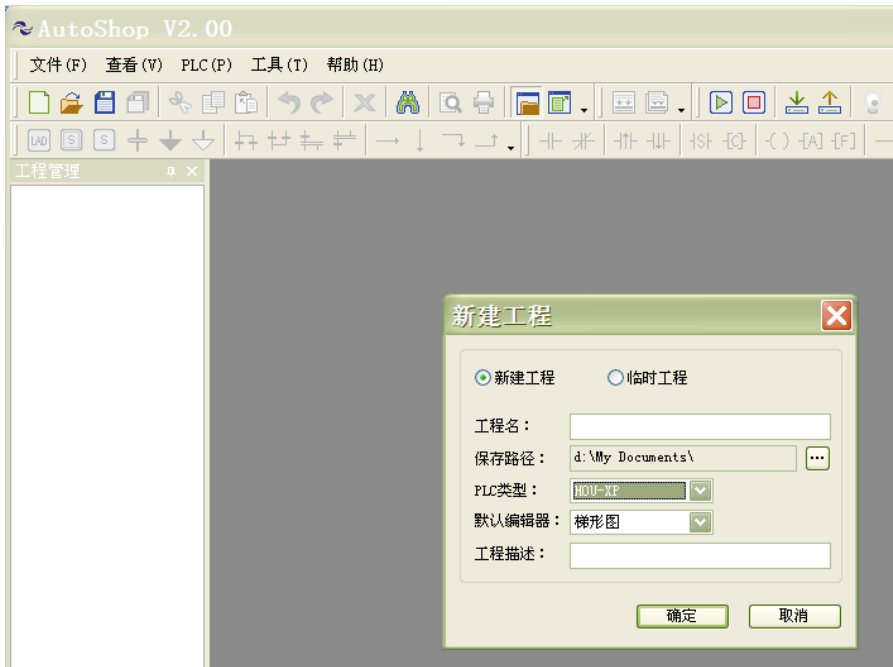 AutoShop V2.00
文件(F) 查看(V) PLC(P) 工具(T) 帮助(H)
LAD S S
S C ( ) [A] [F]
工程管理
新建工程
新建工程 临时工程
工程名：
保存路径： d:\My Documents\ ...
PLC类型： H0U-XP
默认编辑器： 梯形图
工程描述：
确定 取消